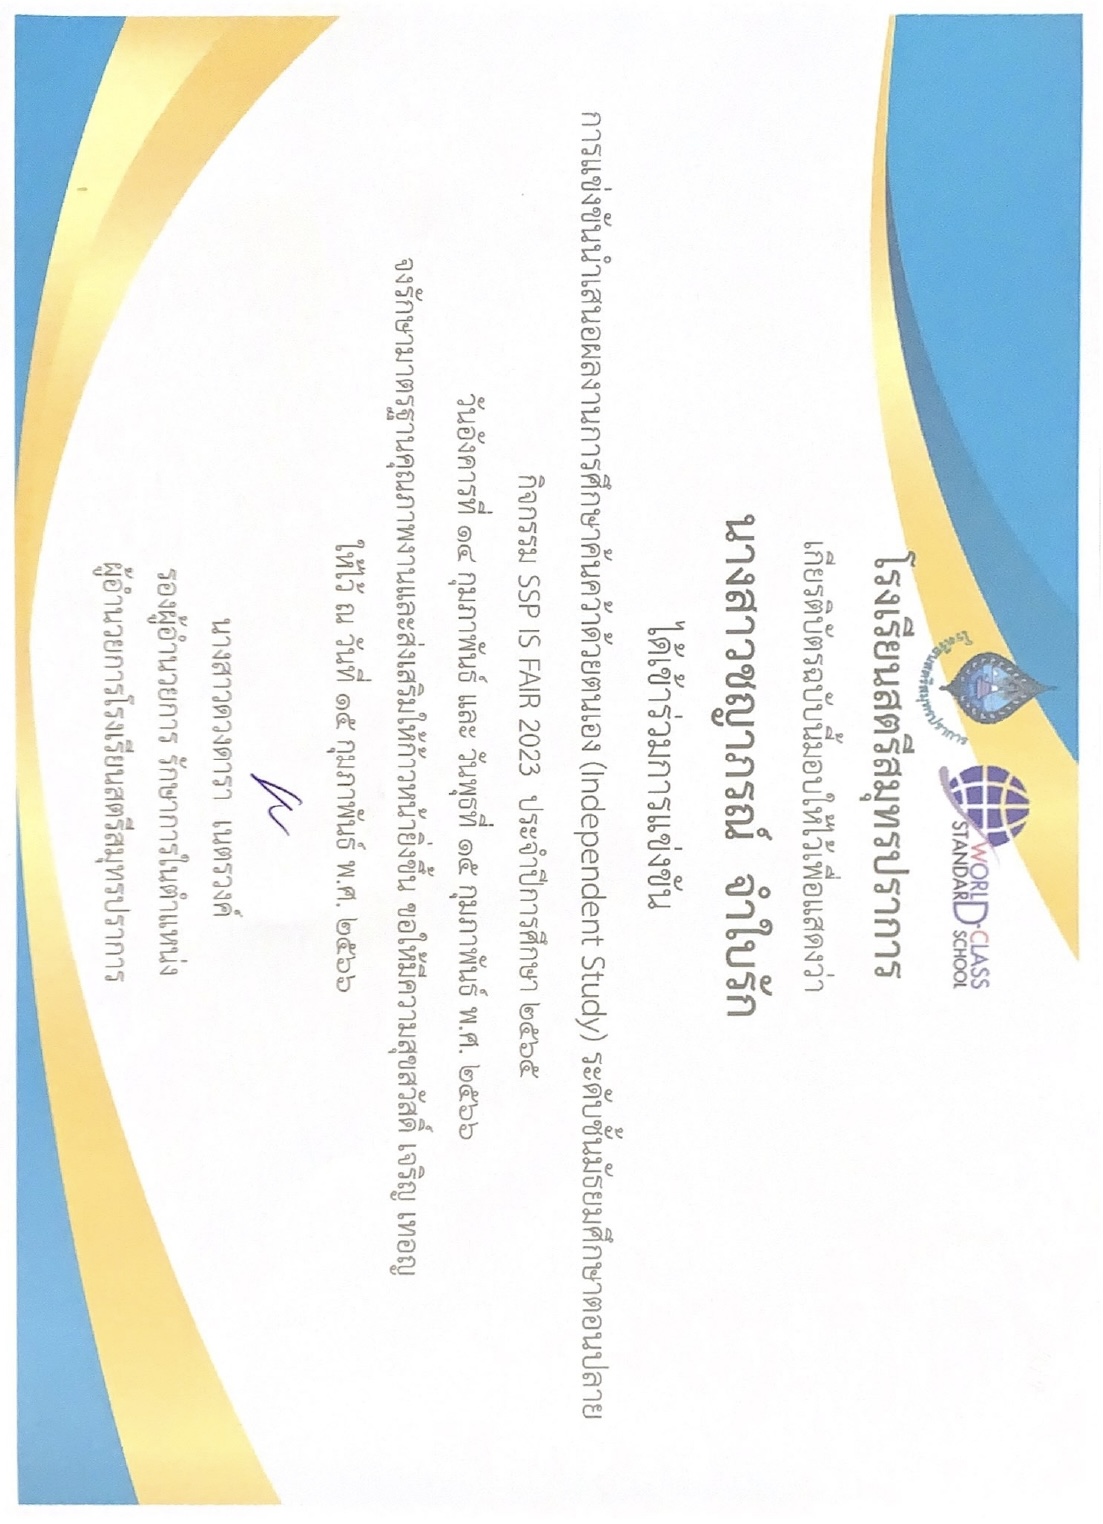 โรงเรียนสตรีสมุทรปราการ
WORLD-CLASS
STANDARD SCHOOL
โรงเรียนสตรีสมุทรปราการ
เกียรติบัตรฉบับนี้มอบให้ไว้เพื่อแสดงว่า
นางสาวชญาภรณ์ จำใบรัก
ได้เข้าร่วมการแข่งขัน
การแข่งขันนำเสนอผลงานการศึกษาค้นคว้าด้วยตนเอง (Independent Study) ระดับชั้นมัธยมศึกษาตอนปลาย
กิจกรรม SSP IS FAIR 2023 ประจำปีการศึกษา ๒๕๖๕
วันอังคารที่ ๑๔ กุมภาพันธ์ และ วันพุธที่ ๑๕ กุมภาพันธ์ พ.ศ. ๒๕๖๖
จงรักษามาตรฐานคุณภาพงานและส่งเสริมให้ก้าวหน้ายิ่งขึ้น ขอให้มีความสุขสวัสดิ์ เจริญ เทอญ
ให้ไว้ ณ วันที่ ๑๕ กุมภาพันธ์ พ.ศ. ๒๕๖๖
นางสาวดวงดารา เนตรวงค์
รองผู้อำนวยการ รักษาการในตำแหน่ง
ผู้อำนวยการโรงเรียนสตรีสมุทรปราการ